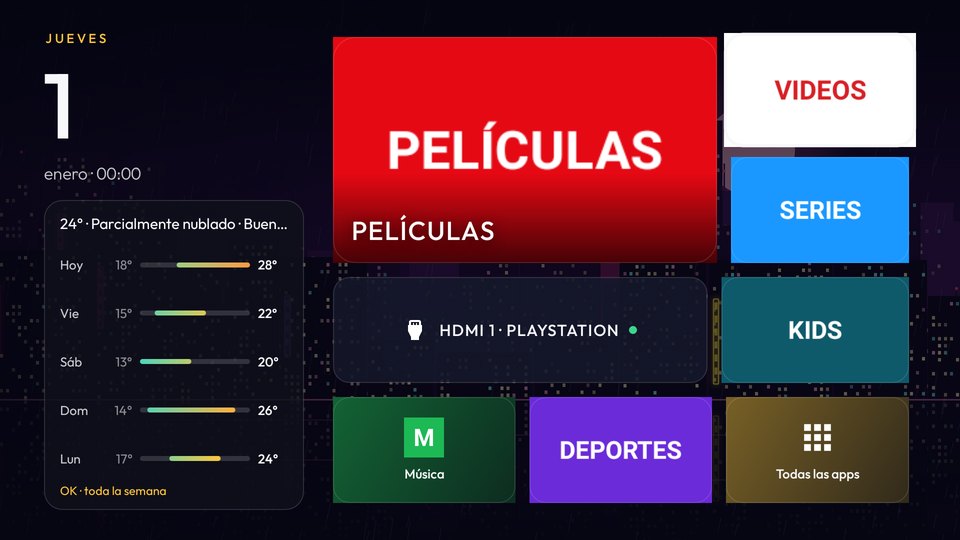 JUEVES
1
enero · 00:00
24° · Parcialmente nublado · Buen...
Hoy 18° 28°
Vie 15° 22°
Sáb 13° 20°
Dom 14° 26°
Lun 17° 24°
OK · toda la semana
PELÍCULAS
PELÍCULAS
VIDEOS
SERIES
HDMI 1 · PLAYSTATION
KIDS
M
Música
DEPORTES
Todas las apps